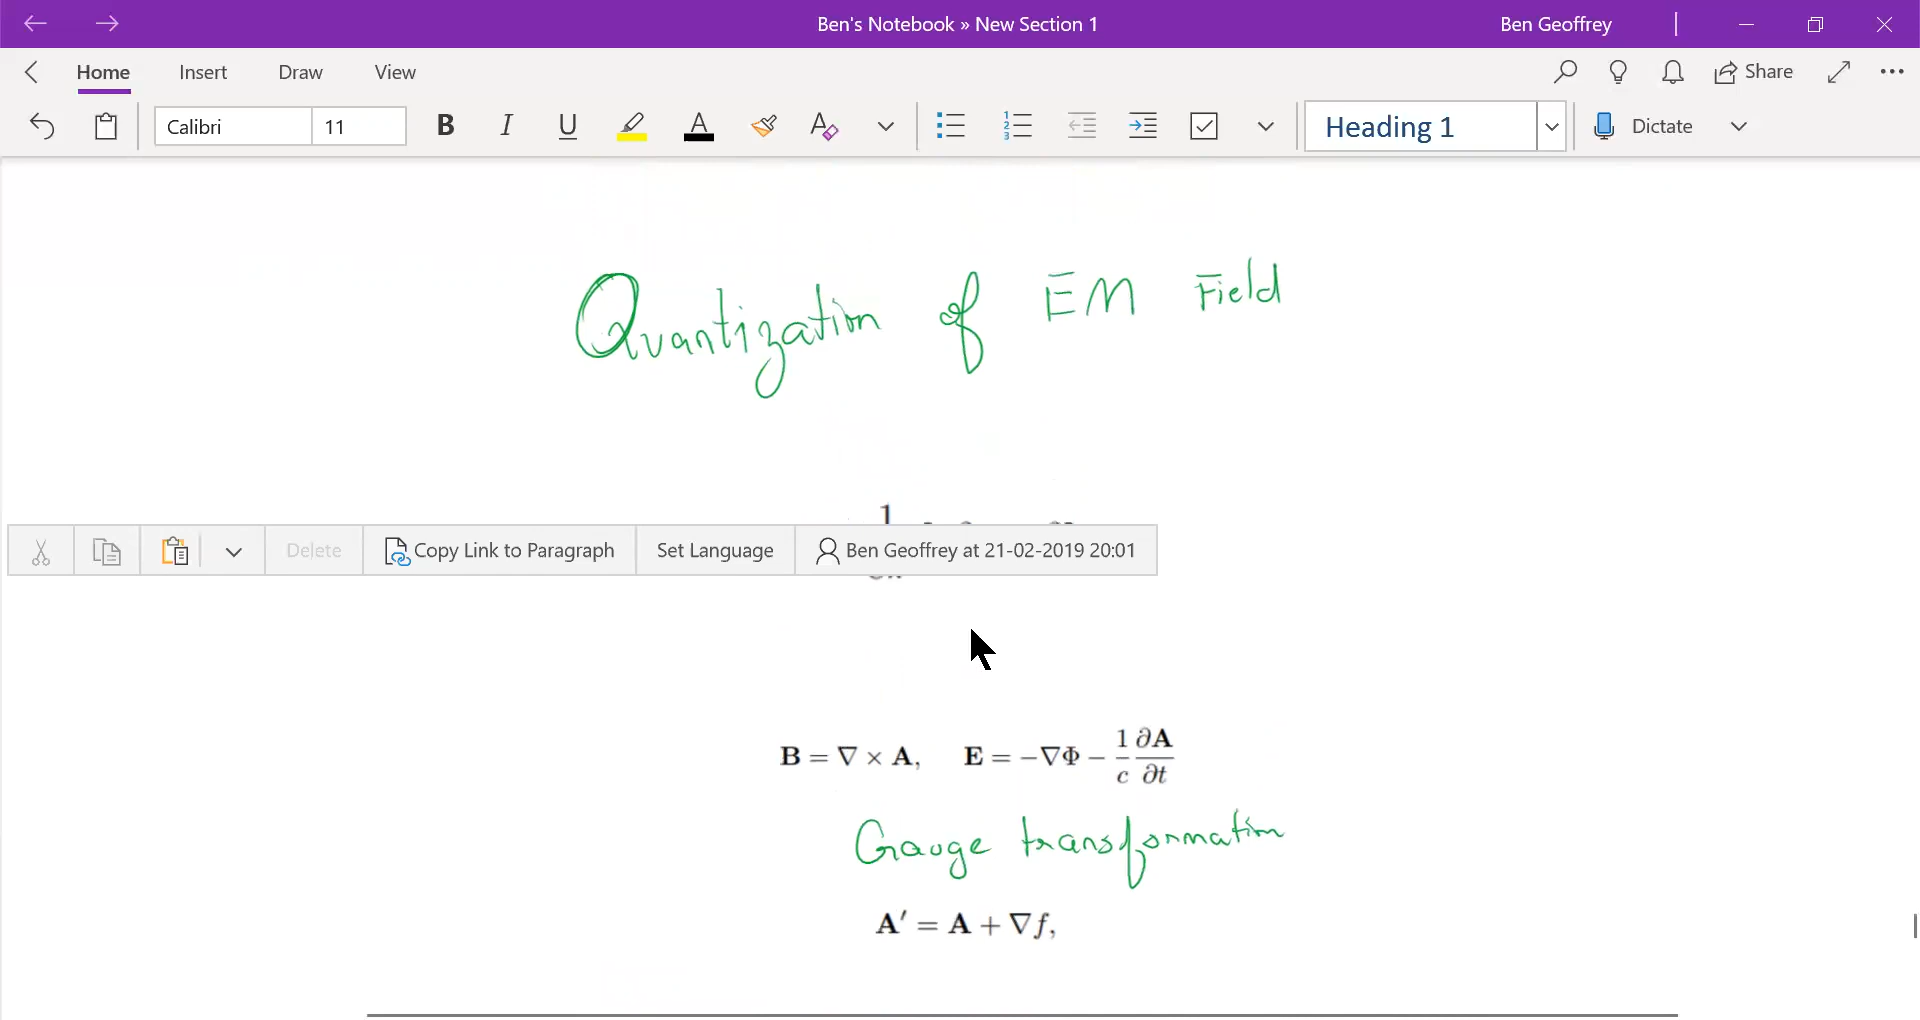 Ben's Notebook » New Section 1
Ben Geoffrey
Home Insert Draw View
Share
Calibri 11 B I U A A Heading 1 Dictate
Quantization of EM Field
1
Delete Copy Link to Paragraph Set Language Ben Geoffrey at 21-02-2019 20:01
B = ∇ × A, E = −∇Φ − 1/c ∂A/∂t
Gauge transformation
A′ = A + ∇f,